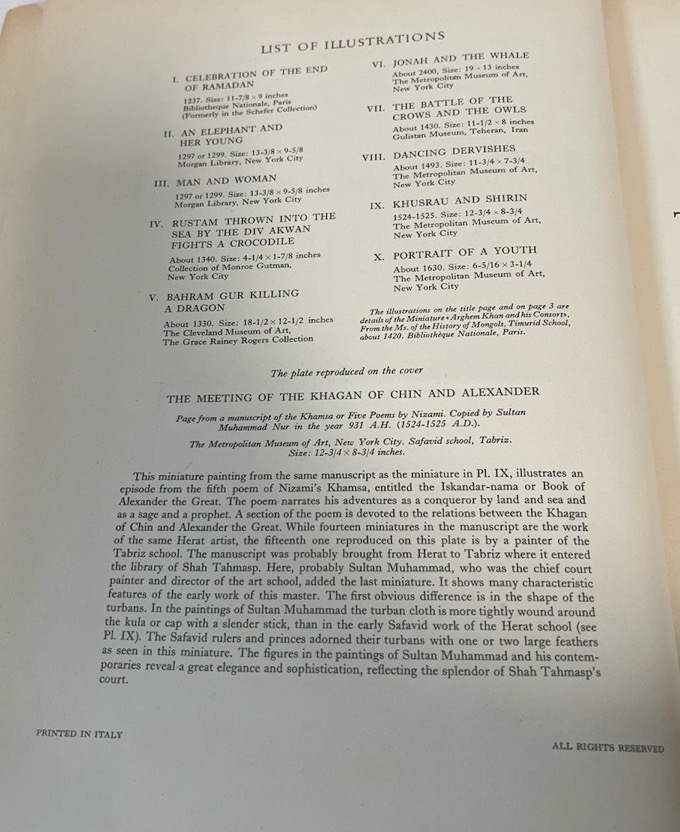 LIST OF ILLUSTRATIONS
I. CELEBRATION OF THE END
OF RAMADAN
1237. Size: 11-7/8 × 9 inches
Bibliotheque Nationale, Paris
(Formerly in the Schefer Collection)
II. AN ELEPHANT AND
HER YOUNG
1297 or 1299. Size: 13-3/8 × 9-5/8
Morgan Library, New York City
III. MAN AND WOMAN
1297 or 1299. Size: 13-3/8 × 9-5/8 inches
Morgan Library, New York City
IV. RUSTAM THROWN INTO THE
SEA BY THE DIV AKWAN
FIGHTS A CROCODILE
About 1340. Size: 4-1/4 × 1-7/8 inches
Collection of Monroe Gutman,
New York City
V. BAHRAM GUR KILLING
A DRAGON
About 1330. Size: 18-1/2 × 12-1/2 inches
The Cleveland Museum of Art,
The Grace Rainey Rogers Collection
VI. JONAH AND THE WHALE
About 2400, Size: 19 - 13 inches
The Metropolitan Museum of Art,
New York City
VII. THE BATTLE OF THE
CROWS AND THE OWLS
About 1430. Size: 11-1/2 × 8 inches
Gulistan Museum, Teheran, Iran
VIII. DANCING DERVISHES
About 1493. Size: 11-3/4 × 7-3/4
The Metropolitan Museum of Art,
New York City
IX. KHUSRAU AND SHIRIN
1524-1525. Size: 12-3/4 × 8-3/4
The Metropolitan Museum of Art,
New York City
X. PORTRAIT OF A YOUTH
About 1630. Size: 6-5/16 × 3-1/4
The Metropolitan Museum of Art,
New York City
The illustrations on the title page and on page 3 are
details of the Miniature • Arghem Khan and his Consorts.
From the Ms. of the History of Mongols, Timurid School,
about 1420. Bibliothèque Nationale, Paris.
The plate reproduced on the cover
THE MEETING OF THE KHAGAN OF CHIN AND ALEXANDER
Page from a manuscript of the Khamsa or Five Poems by Nizami. Copied by Sultan
Muhammad Nur in the year 931 A.H. (1524-1525 A.D.).
The Metropolitan Museum of Art, New York City. Safavid school, Tabriz.
Size: 12-3/4 × 8-3/4 inches.
This miniature painting from the same manuscript as the miniature in Pl. IX, illustrates an
episode from the fifth poem of Nizami's Khamsa, entitled the Iskandar-nama or Book of
Alexander the Great. The poem narrates his adventures as a conqueror by land and sea and
as a sage and a prophet. A section of the poem is devoted to the relations between the Khagan
of Chin and Alexander the Great. While fourteen miniatures in the manuscript are the work
of the same Herat artist, the fifteenth one reproduced on this plate is by a painter of the
Tabriz school. The manuscript was probably brought from Herat to Tabriz where it entered
the library of Shah Tahmasp. Here, probably Sultan Muhammad, who was the chief court
painter and director of the art school, added the last miniature. It shows many characteristic
features of the early work of this master. The first obvious difference is in the shape of the
turbans. In the paintings of Sultan Muhammad the turban cloth is more tightly wound around
the kula or cap with a slender stick, than in the early Safavid work of the Herat school (see
Pl. IX). The Safavid rulers and princes adorned their turbans with one or two large feathers
as seen in this miniature. The figures in the paintings of Sultan Muhammad and his contem-
poraries reveal a great elegance and sophistication, reflecting the splendor of Shah Tahmasp's
court.
PRINTED IN ITALY
ALL RIGHTS RESERVED